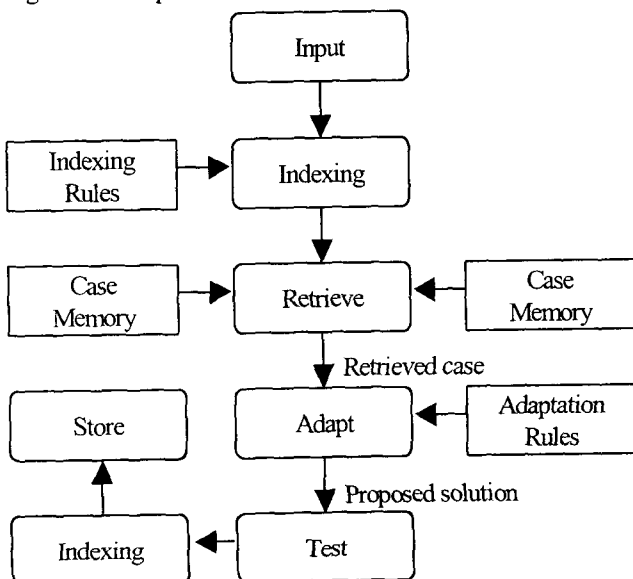 Input
Indexing
Rules
Indexing
Case
Memory
Retrieve
Case
Memory
Retrieved case
Store
Adapt
Adaptation
Rules
Proposed solution
Indexing
Test